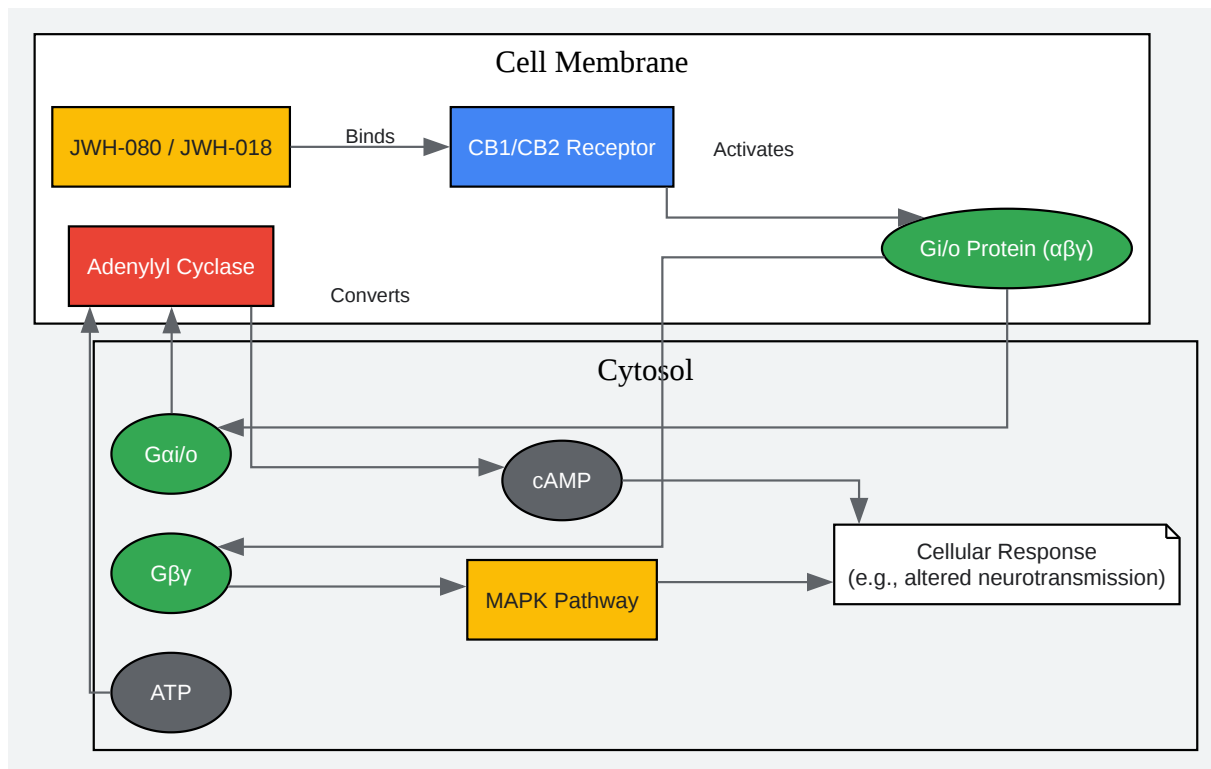 Cell Membrane
JWH-080 / JWH-018
Binds
CB1/CB2 Receptor
Activates
Gi/o Protein (αβγ)
Adenylyl Cyclase
Converts
Cytosol
Gαi/o
cAMP
Cellular Response
(e.g., altered neurotransmission)
Gβγ
MAPK Pathway
ATP